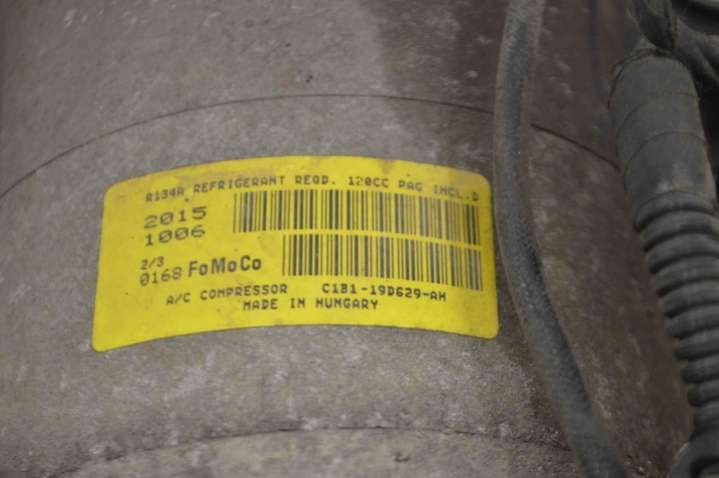 R134A REFRIGERANT REQD. 120CC PAG INCL.D
2015
1006
2/3
0168 FoMoCo
A/C COMPRESSOR C1B1-19D629-AH
MADE IN HUNGARY